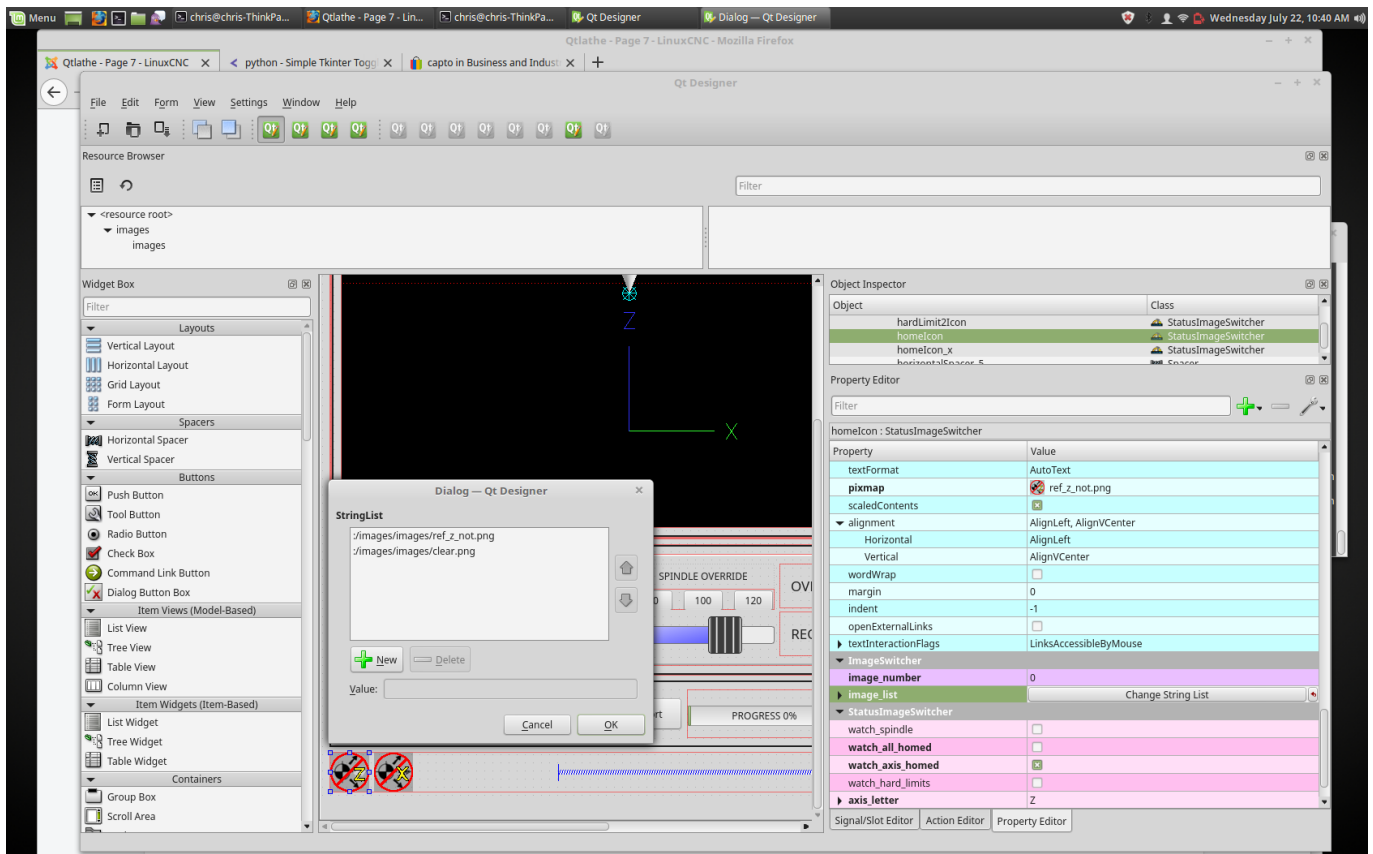 Menu
chris@chris-ThinkPa...
Qtlathe - Page 7 - Lin...
chris@chris-ThinkPa...
Qt Designer
Dialog — Qt Designer
Wednesday July 22, 10:40 AM
Qtlathe - Page 7 - LinuxCNC - Mozilla Firefox
Qtlathe - Page 7 - LinuxCNC
python - Simple Tkinter Toggl
capto in Business and Industr
Qt Designer
File Edit Form View Settings Window Help
Resource Browser
Filter
<resource root>
images
images
Widget Box
Filter
Layouts
Vertical Layout
Horizontal Layout
Grid Layout
Form Layout
Spacers
Horizontal Spacer
Vertical Spacer
Buttons
Push Button
Tool Button
Radio Button
Check Box
Command Link Button
Dialog Button Box
Item Views (Model-Based)
List View
Tree View
Table View
Column View
Item Widgets (Item-Based)
List Widget
Tree Widget
Table Widget
Containers
Group Box
Scroll Area
Z
X
Dialog — Qt Designer
StringList
:/images/images/ref_z_not.png
:/images/images/clear.png
New
Delete
Value:
Cancel
OK
SPINDLE OVERRIDE
0 100 120
OV
REC
rt
PROGRESS 0%
Z
X
Object Inspector
Object Class
hardLimit2Icon StatusImageSwitcher
homeIcon StatusImageSwitcher
homeIcon_x StatusImageSwitcher
horizontalSpacer_5 Spacer
Property Editor
Filter
homeIcon : StatusImageSwitcher
Property Value
textFormat AutoText
pixmap ref_z_not.png
scaledContents
alignment AlignLeft, AlignVCenter
Horizontal AlignLeft
Vertical AlignVCenter
wordWrap
margin 0
indent -1
openExternalLinks
textInteractionFlags LinksAccessibleByMouse
ImageSwitcher
image_number 0
image_list Change String List
StatusImageSwitcher
watch_spindle
watch_all_homed
watch_axis_homed
watch_hard_limits
axis_letter Z
Signal/Slot Editor Action Editor Property Editor